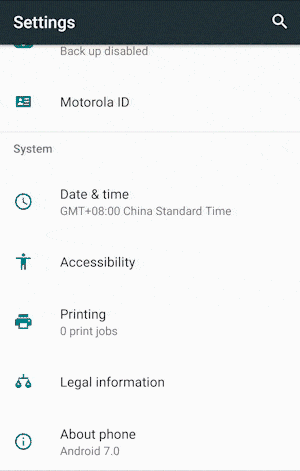 Settings
Back up disabled
Motorola ID
System
Date & time
GMT+08:00 China Standard Time
Accessibility
Printing
0 print jobs
Legal information
About phone
Android 7.0